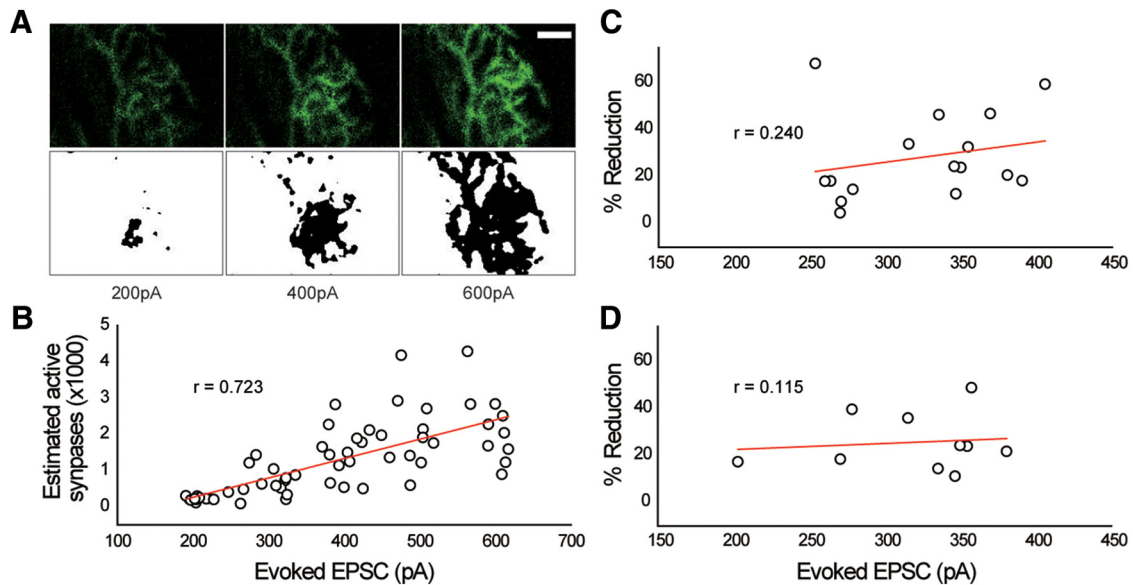 A
200pA 400pA 600pA
B
Estimated active
synpases (x1000)
5
4
3
2
1
0
r = 0.723
100 200 300 400 500 600 700
Evoked EPSC (pA)
C
% Reduction
60
40
20
0
r = 0.240
150 200 250 300 350 400 450
D
% Reduction
60
40
20
0
r = 0.115
150 200 250 300 350 400 450
Evoked EPSC (pA)